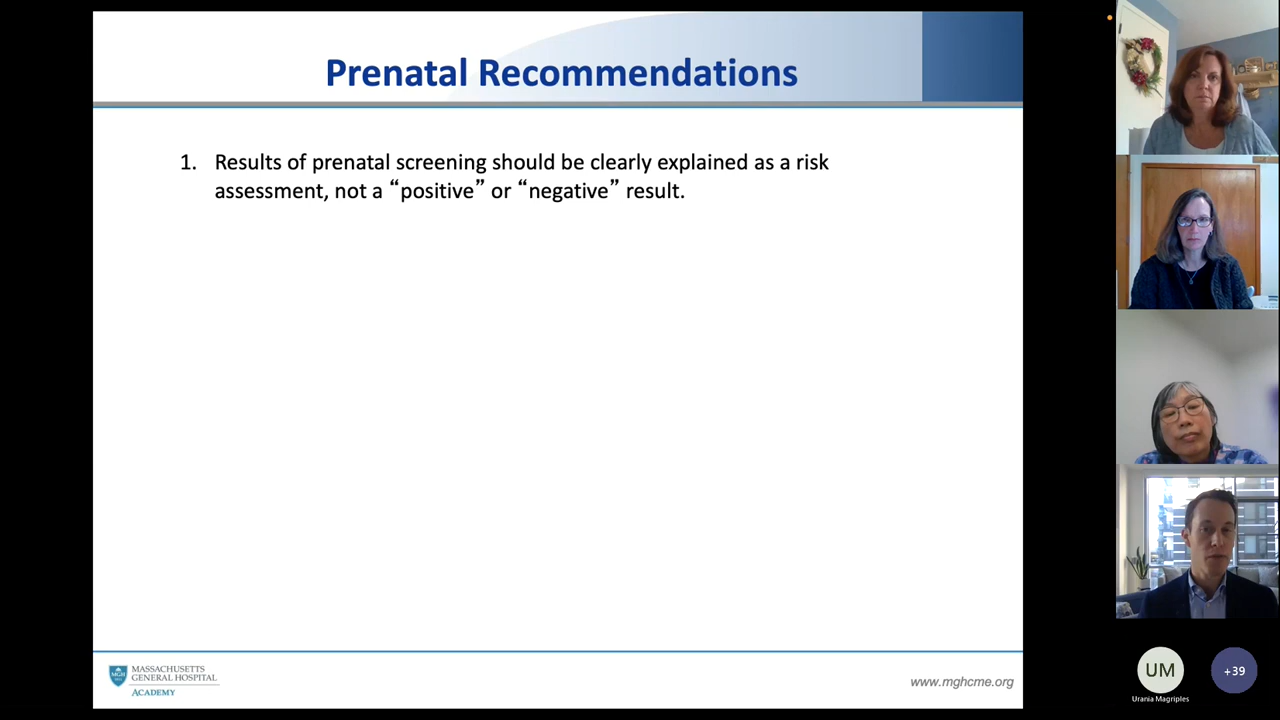 Prenatal Recommendations
1. Results of prenatal screening should be clearly explained as a risk
assessment, not a “positive” or “negative” result.
MGH
MASSACHUSETTS
GENERAL HOSPITAL
ACADEMY
www.mghcme.org
UM
Urania Magriples
+39